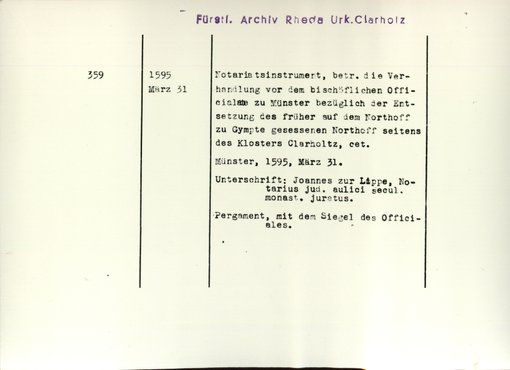 Fürstl. Archiv Rheda Urk.Clarholz
359
1595
März 31
Notariatsinstrument, betr. die Ver-
handlung vor dem bischöflichen Offi-
cialate zu Münster bezüglich der Ent-
setzung des früher auf dem Northoff
zu Gympte gesessenen Northoff seitens
des Klosters Clarholtz, cet.
Münster, 1595, März 31.
Unterschrift: Joannes zur Lippe, No-
tarius jud. aulici secul.
monast. juratus.
Pergament, mit dem Siegel des Offici-
ales.